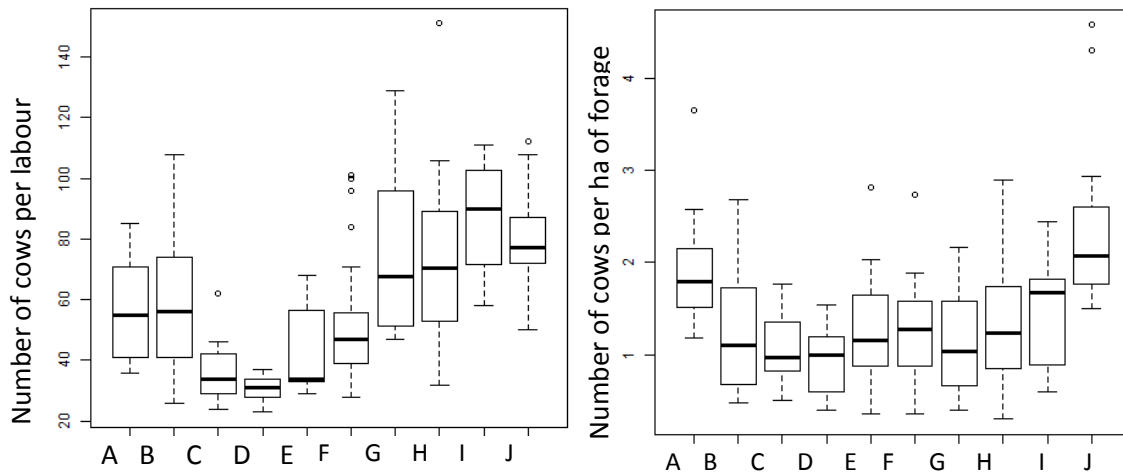 Number of cows per labour
140
120
100
80
60
40
20
A B C D E F G H I J
Number of cows per ha of forage
4
3
2
1
A B C D E F G H I J